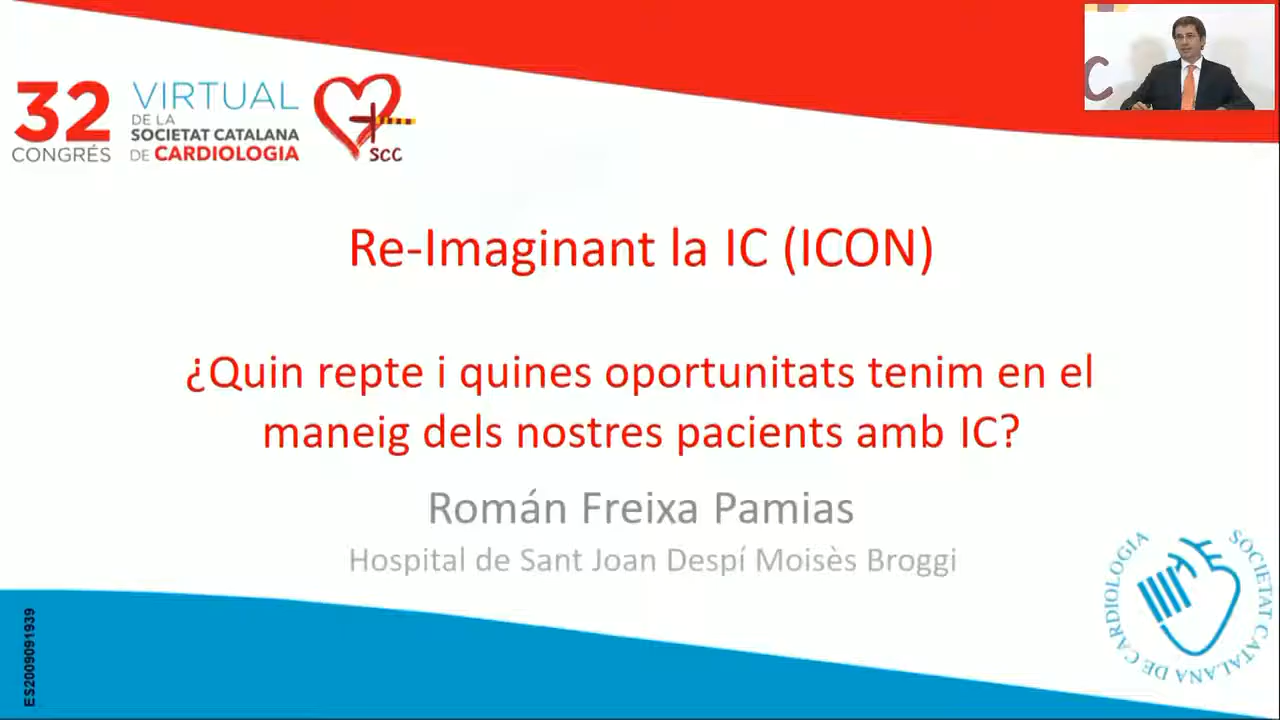 32
CONGRÉS
VIRTUAL
DE LA
SOCIETAT CATALANA
DE CARDIOLOGIA
SCC
C
Re-Imaginant la IC (ICON)
¿Quin repte i quines oportunitats tenim en el
maneig dels nostres pacients amb IC?
Román Freixa Pamias
Hospital de Sant Joan Despí Moisès Broggi
SOCIETAT CATALANA DE CARDIOLOGIA
ES2009091939